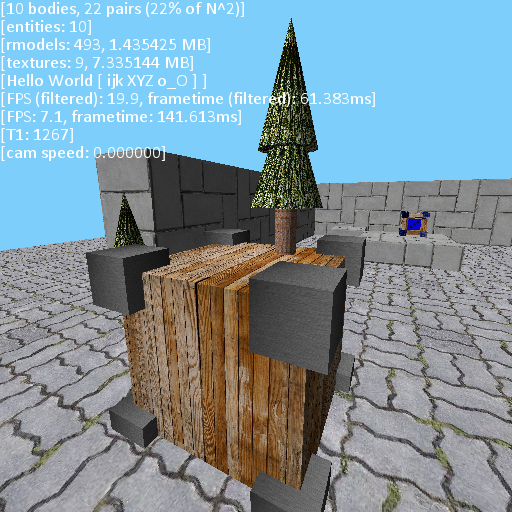 [10 bodies, 22 pairs (22% of N^2)]
[entities: 10]
[rmodels: 493, 1.435425 MB]
[textures: 9, 7.335144 MB]
[Hello World [ ijk XYZ o_O ] ]
[FPS (filtered): 19.9, frametime (filtered): 61.383ms]
[FPS: 7.1, frametime: 141.613ms]
[T1: 1267]
[cam speed: 0.000000]